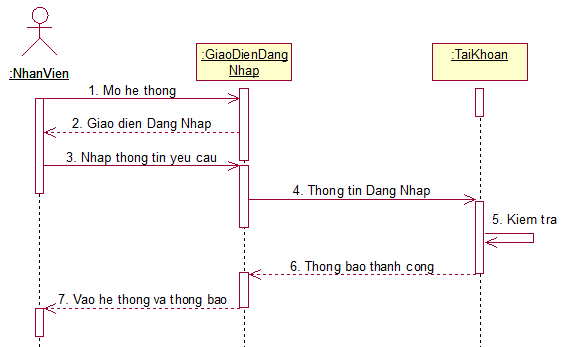 :NhanVien
:GiaoDienDang
Nhap
:TaiKhoan
1. Mo he thong
2. Giao dien Dang Nhap
3. Nhap thong tin yeu cau
4. Thong tin Dang Nhap
5. Kiem tra
6. Thong bao thanh cong
7. Vao he thong va thong bao